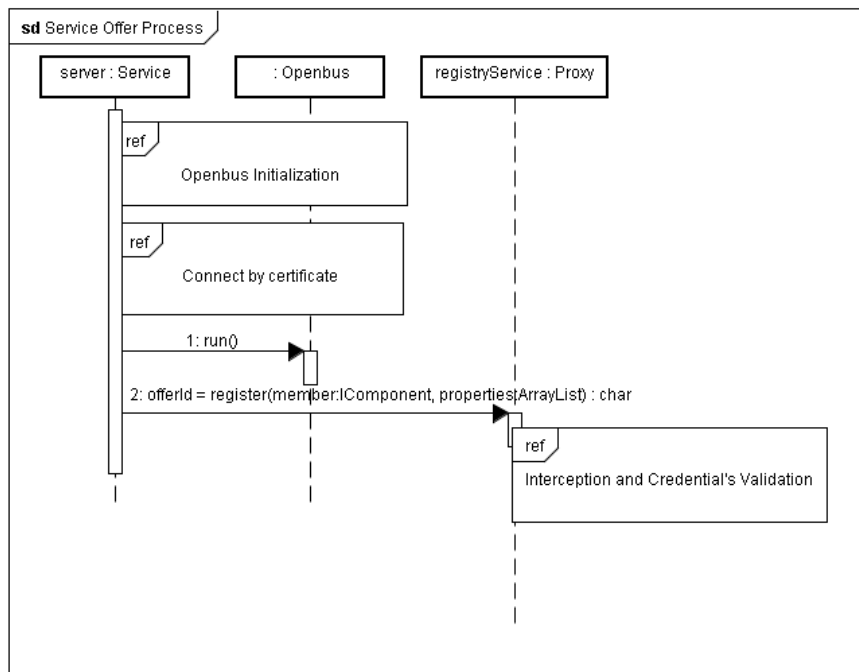 sd Service Offer Process
server : Service
: Openbus
registryService : Proxy
ref
Openbus Initialization
ref
Connect by certificate
1: run()
2: offerId = register(member:IComponent, properties:ArrayList) : char
ref
Interception and Credential's Validation